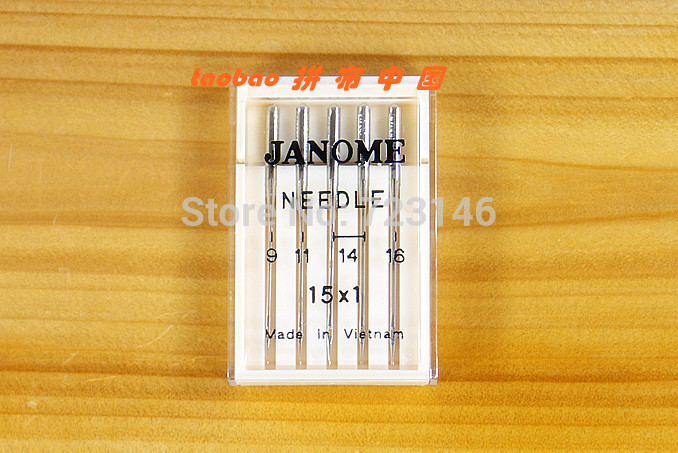 taobao 拼布中国
JANOME
NEEDLE
Store No: 723146
9 11 14 16
15x1
Made in Vietnam